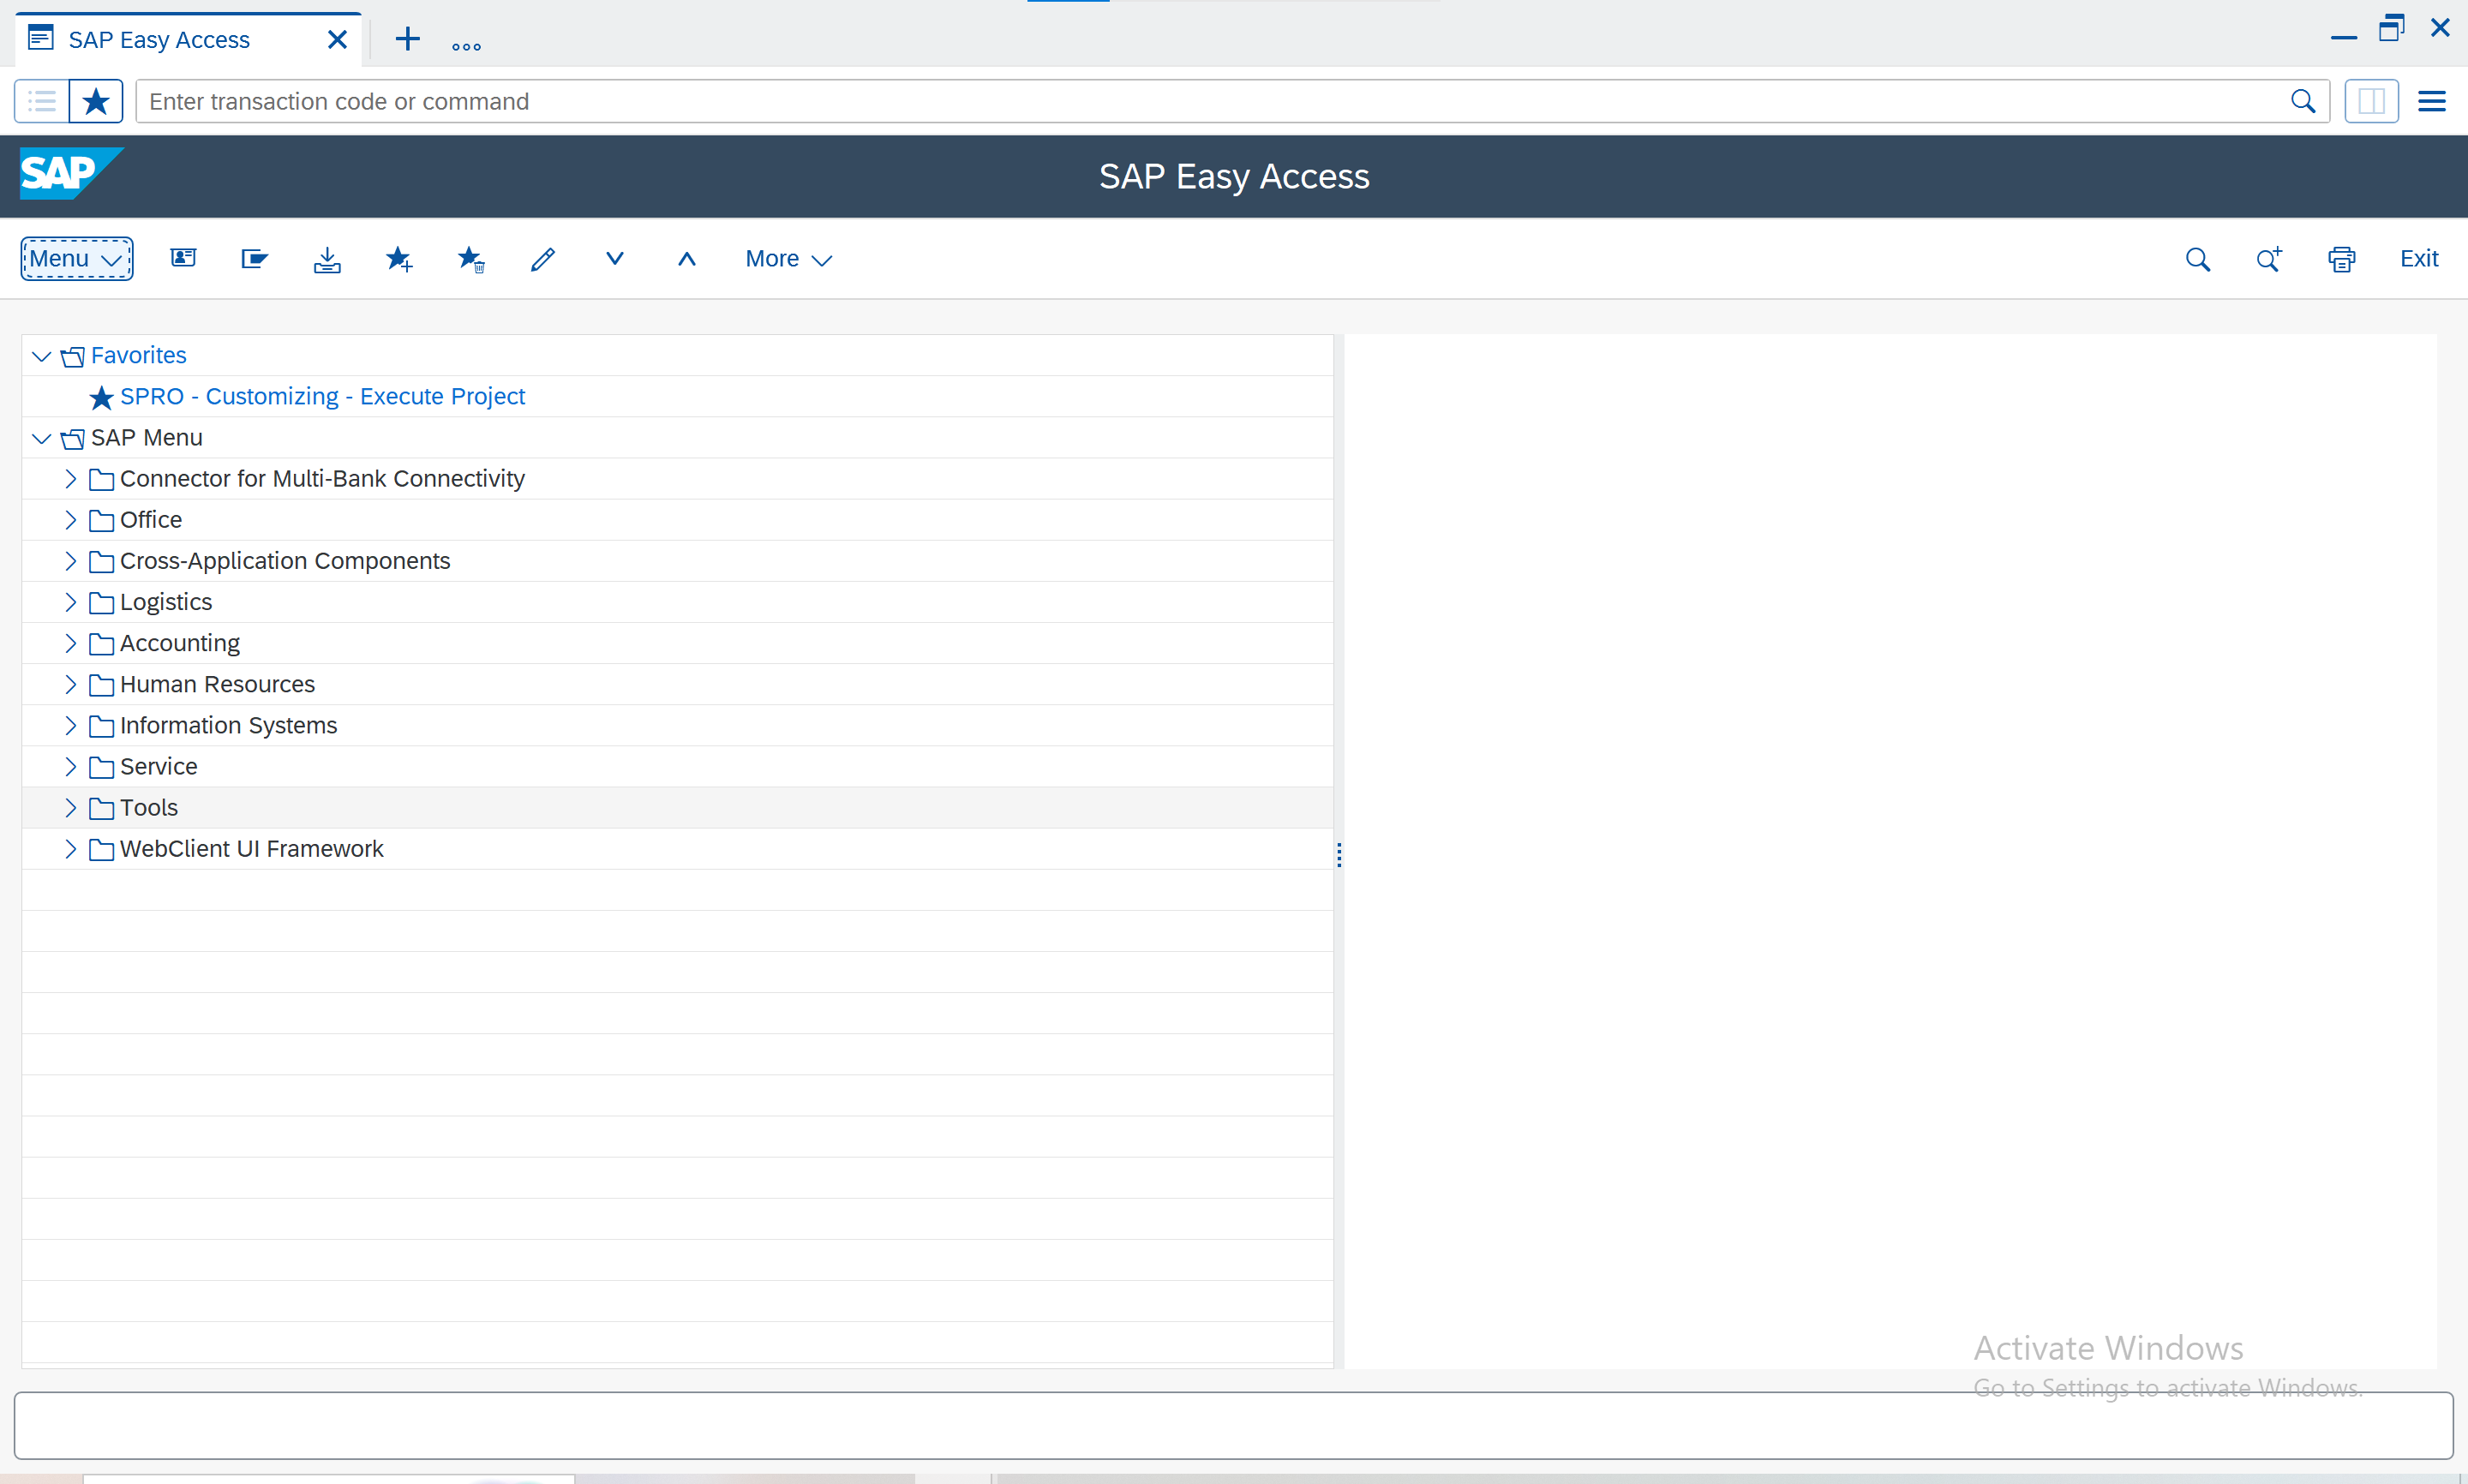 SAP Easy Access
Enter transaction code or command
SAP
SAP Easy Access
Menu
More
Exit
Favorites
SPRO - Customizing - Execute Project
SAP Menu
Connector for Multi-Bank Connectivity
Office
Cross-Application Components
Logistics
Accounting
Human Resources
Information Systems
Service
Tools
WebClient UI Framework
Activate Windows
Go to Settings to activate Windows.